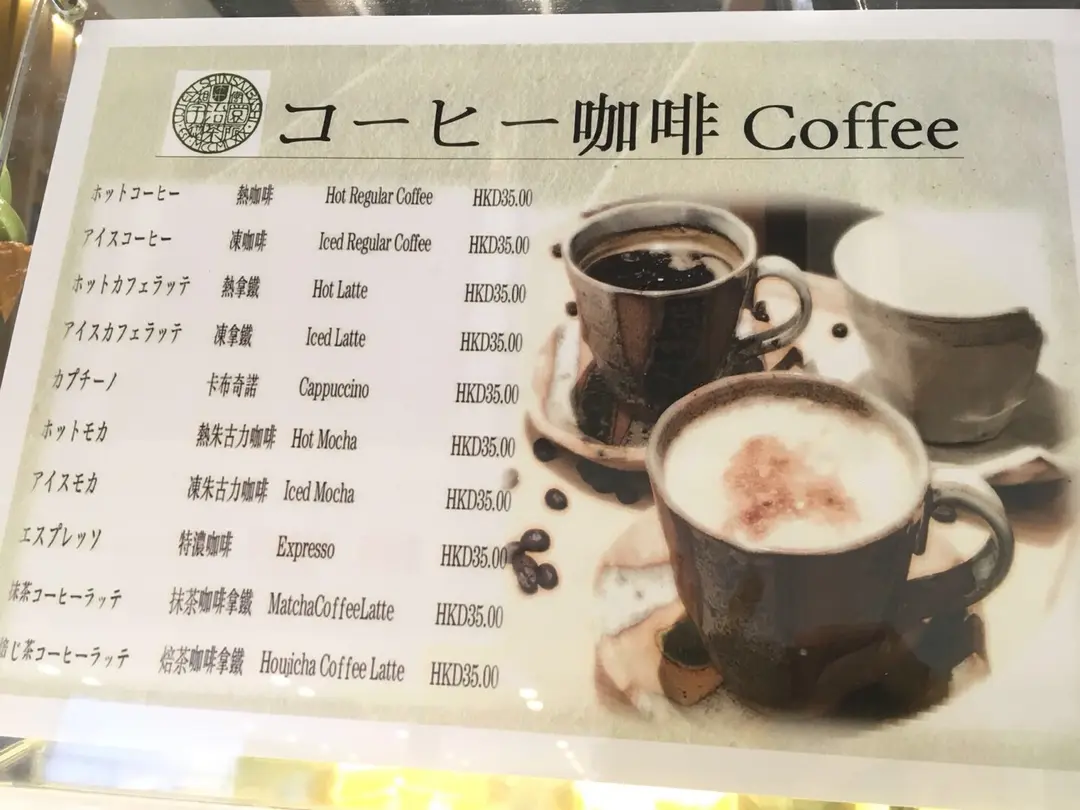 コーヒー咖啡 Coffee
ホットコーヒー 熱咖啡 Hot Regular Coffee HKD35.00
アイスコーヒー 凍咖啡 Iced Regular Coffee HKD35.00
ホットカフェラッテ 熱拿鐵 Hot Latte HKD35.00
アイスカフェラッテ 凍拿鐵 Iced Latte HKD35.00
カプチーノ 卡布奇諾 Cappuccino HKD35.00
ホットモカ 熱朱古力咖啡 Hot Mocha HKD35.00
アイスモカ 凍朱古力咖啡 Iced Mocha HKD35.00
エスプレッソ 特濃咖啡 Expresso HKD35.00
抹茶コーヒーラッテ 抹茶咖啡拿鐵 MatchaCoffeeLatte HKD35.00
焙じ茶コーヒーラッテ 焙茶咖啡拿鐵 Houjicha Coffee Latte HKD35.00